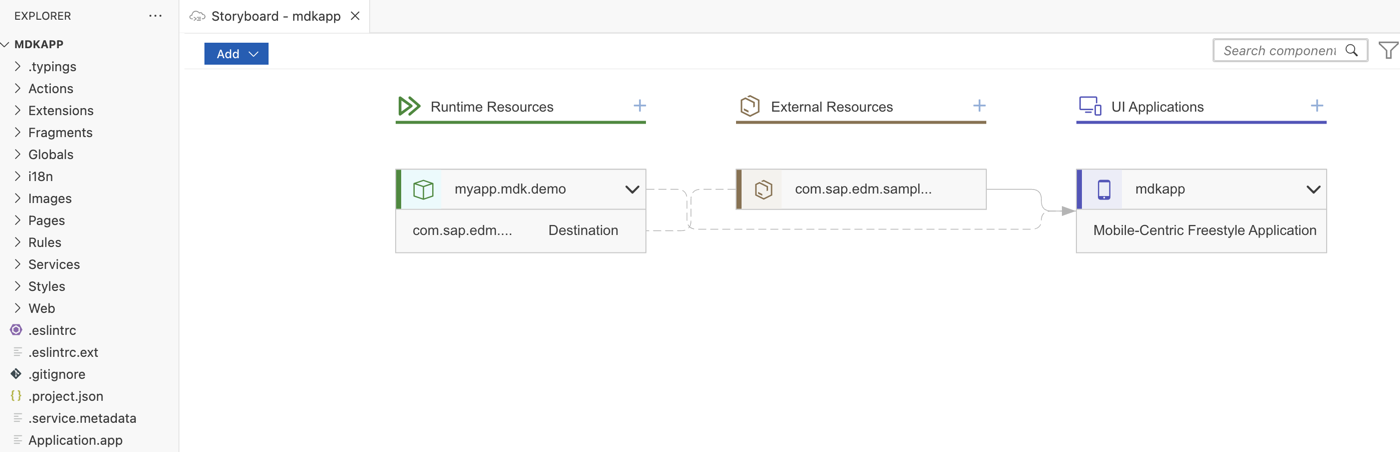 EXPLORER
...
Storyboard - mdkapp
MDKAPP
.typings
Actions
Extensions
Fragments
Globals
i18n
Images
Pages
Rules
Services
Styles
Web
.eslintrc
.eslintrc.ext
.gitignore
.project.json
.service.metadata
Application.app
Add
Search component
Runtime Resources
External Resources
UI Applications
myapp.mdk.demo
com.sap.edm.... Destination
com.sap.edm.sampl...
mdkapp
Mobile-Centric Freestyle Application